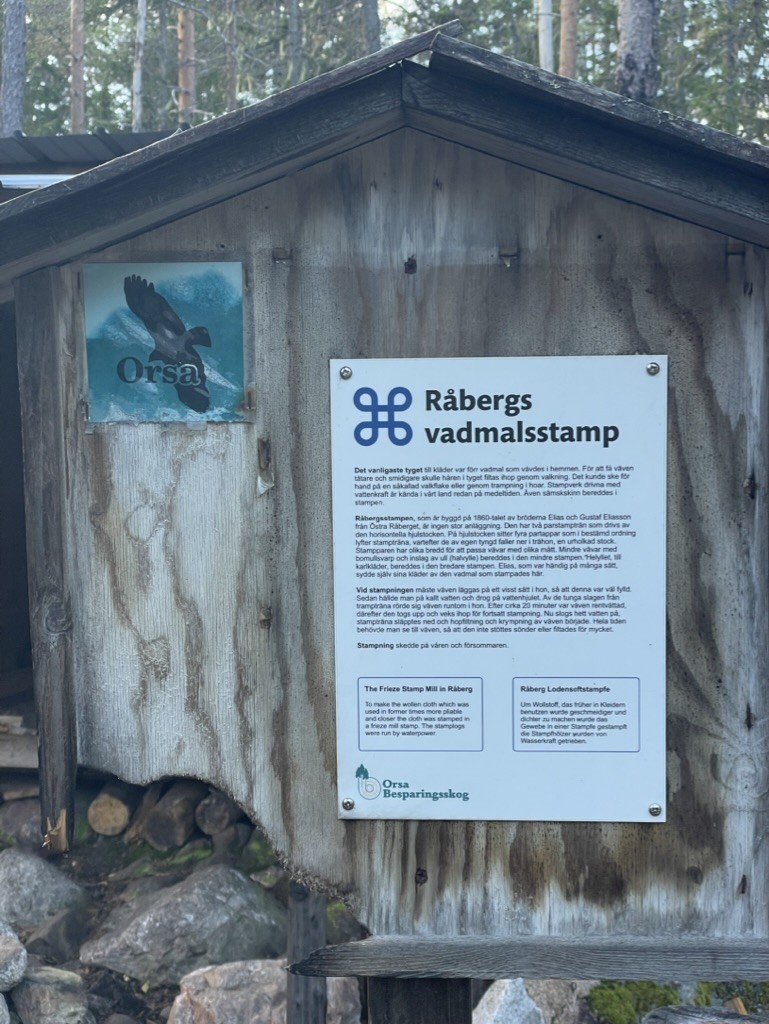 Orsa
Råbergs
vadmalsstamp
Det vanligaste tyget till kläder var förr vadmal som vävdes i hemmen. För att få väven
tätare och smidigare skulle hären i tyget filtas ihop genom valkning. Det kunde ske för
hand på en såkallad valkfläke eller genom trampning i hoar. Stampverk drivna med
vattenkraft är kända i vårt land redan på medeltiden. Även sämskskinn bereddes i
stampen.
Råbergsstampen, som är byggd på 1860-talet av bröderna Elias och Gustaf Eliasson
från Östra Råberget, är ingen stor anläggning. Den har två parstampträn som drivs av
den horisontella hjulstocken. På hjulstocken sitter fyra partappar som i bestämd ordning
lyfter stampträna, varefter de av egen tyngd faller ner i tråhon, en urholkad stock.
Stampparen har olika bredd för att passa vävar med olika mått. Mindre vävar med
bomullsvarp och inslag av ull (halvylle) bereddes i den mindre stampen. Helyllet, till
karlkläder, bereddes i den bredare stampen. Elias, som var händig på många sätt,
sydde själv sina kläder av den vadmal som stampades här.
Vid stampningen måste väven läggas på ett visst sätt i hon, så att denna var väl fylld.
Sedan hällde man på kallt vatten och drog på vattenhjulet. Av de tunga slagen från
trampträna rörde sig väven runtom i hon. Efter cirka 20 minuter var väven rentvättad,
därefter den togs upp och veks ihop för fortsatt stampning. Nu slogs hett vatten på,
stampträna släpptes ned och hopfiltning och krympning av väven började. Hela tiden
behövde man se till väven, så att den inte stöttes sönder eller filtades för mycket.
Stampning skedde på våren och försommaren.
The Frieze Stamp Mill in Råberg
To make the wollen cloth which was
used in former times more pliable
and closer the cloth was stamped in
a frieze mill stamp. The stamplogs
were run by waterpower.
Råberg Lodensoftstampfe
Um Wollstoff, das früher in Kleidern
benutzen wurde geschmeidiger und
dichter zu machen wurde das
Gewebe in einer Stampfe gestampft
die Stampfhölzer wurden von
Wasserkraft getrieben.
Orsa
Besparingsskog